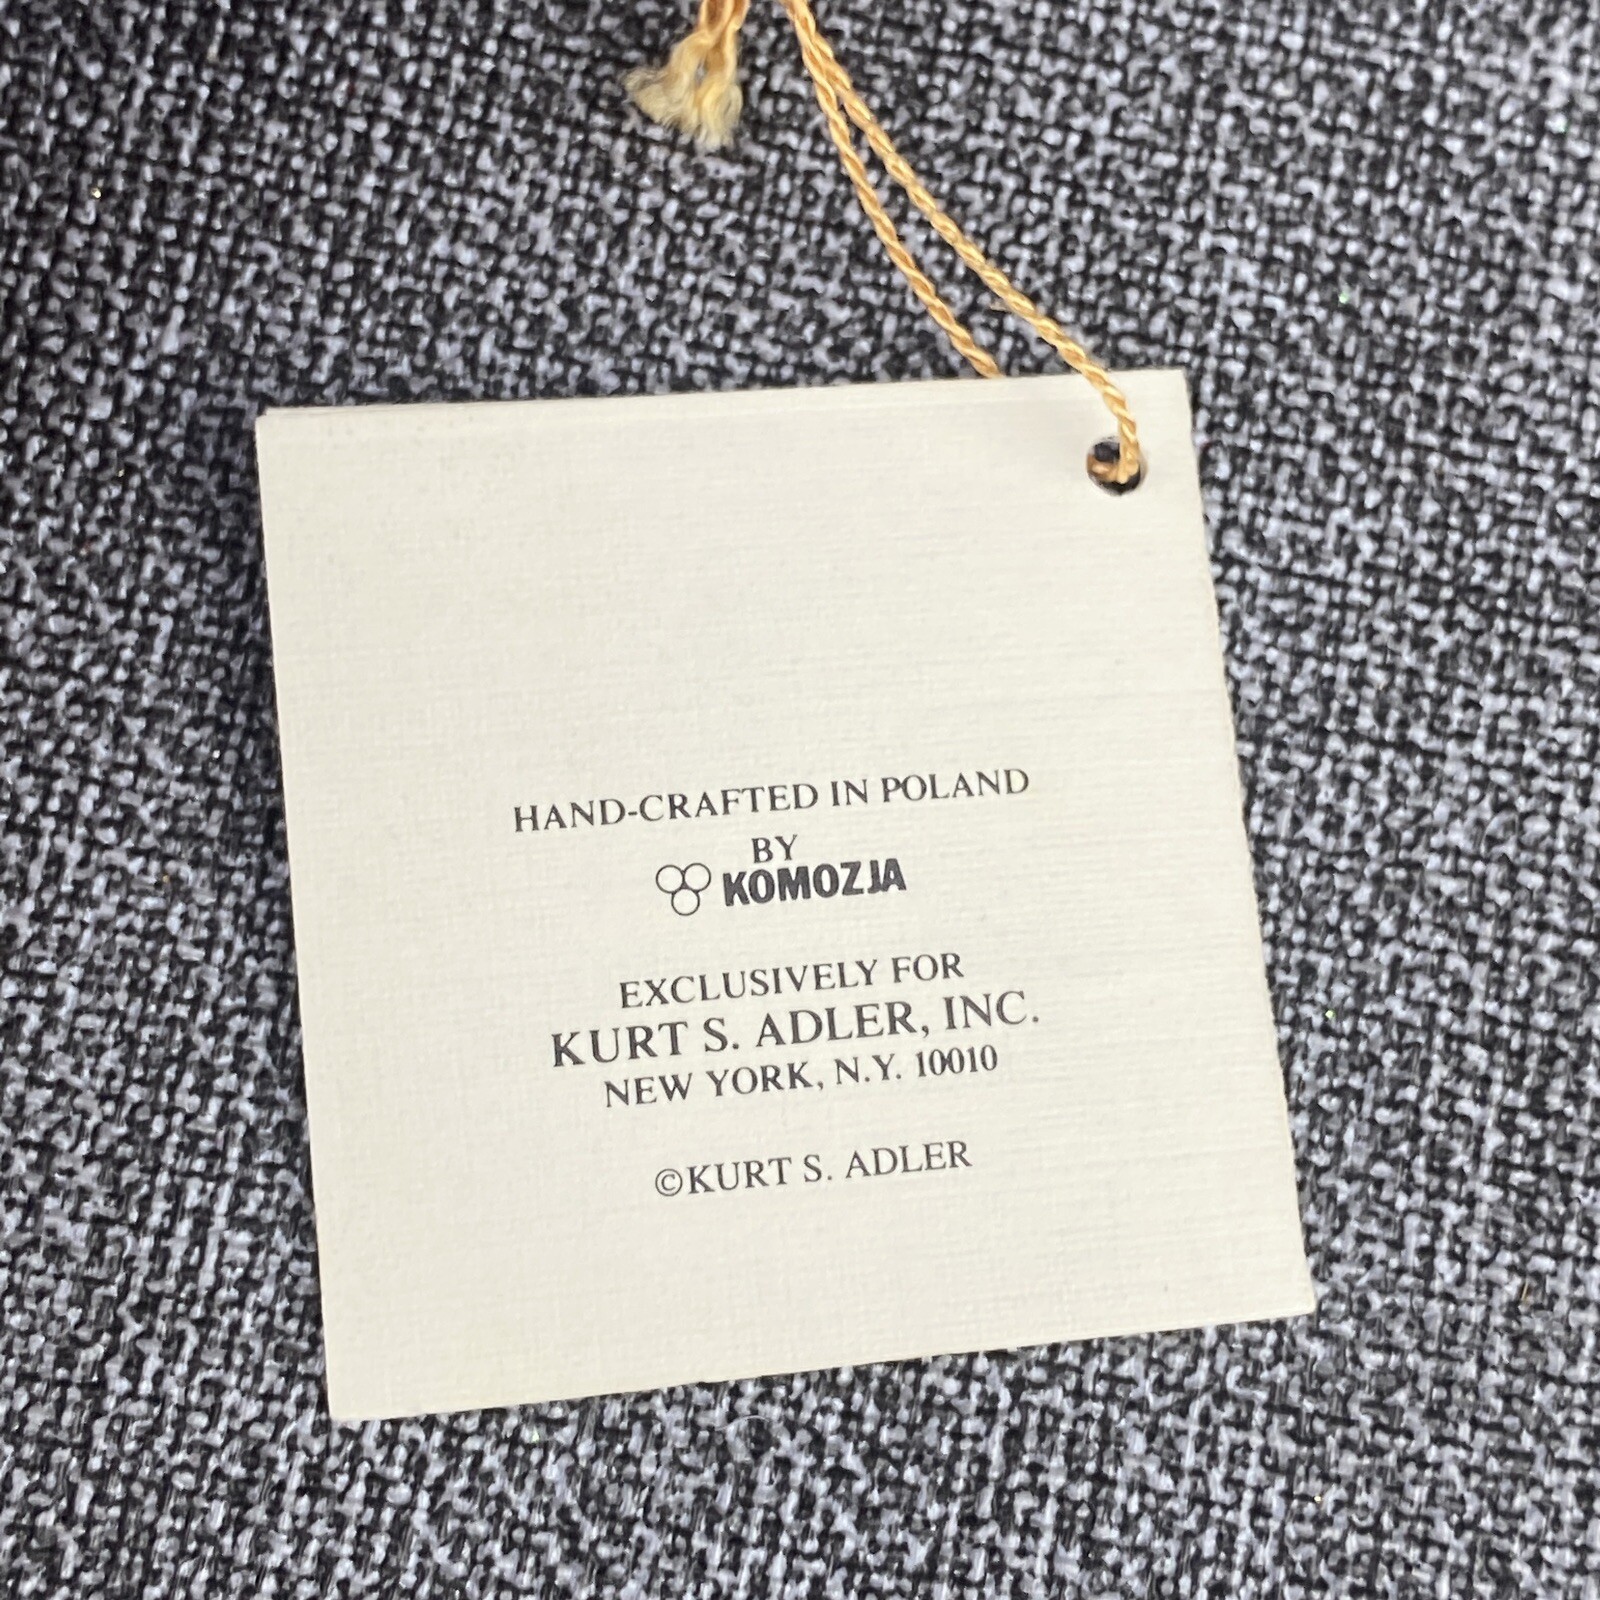 HAND-CRAFTED IN POLAND
BY
KOMOZJA
EXCLUSIVELY FOR
KURT S. ADLER, INC.
NEW YORK, N.Y. 10010
©KURT S. ADLER